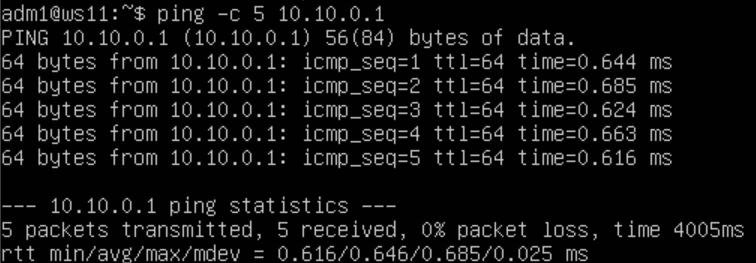 adm1@ws11:~$ ping -c 5 10.10.0.1
PING 10.10.0.1 (10.10.0.1) 56(84) bytes of data.
64 bytes from 10.10.0.1: icmp_seq=1 ttl=64 time=0.644 ms
64 bytes from 10.10.0.1: icmp_seq=2 ttl=64 time=0.685 ms
64 bytes from 10.10.0.1: icmp_seq=3 ttl=64 time=0.624 ms
64 bytes from 10.10.0.1: icmp_seq=4 ttl=64 time=0.663 ms
64 bytes from 10.10.0.1: icmp_seq=5 ttl=64 time=0.616 ms
--- 10.10.0.1 ping statistics ---
5 packets transmitted, 5 received, 0% packet loss, time 4005ms
rtt min/avg/max/mdev = 0.616/0.646/0.685/0.025 ms